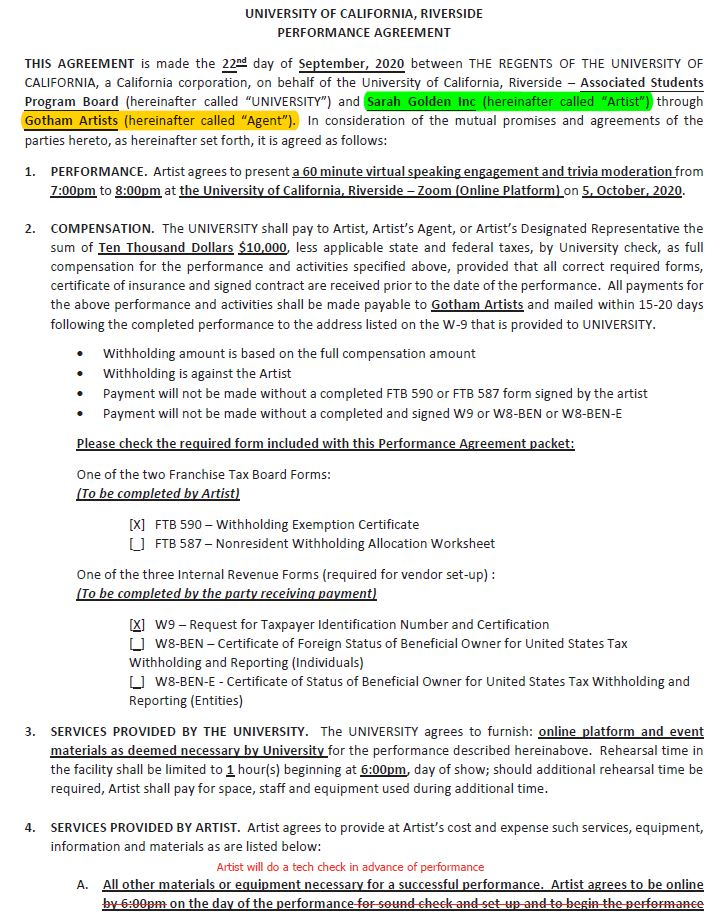 UNIVERSITY OF CALIFORNIA, RIVERSIDE
PERFORMANCE AGREEMENT
THIS AGREEMENT is made the 22nd day of September, 2020 between THE REGENTS OF THE UNIVERSITY OF
CALIFORNIA, a California corporation, on behalf of the University of California, Riverside – Associated Students
Program Board (hereinafter called “UNIVERSITY”) and Sarah Golden Inc (hereinafter called “Artist”) through
Gotham Artists (hereinafter called “Agent”). In consideration of the mutual promises and agreements of the
parties hereto, as hereinafter set forth, it is agreed as follows:
1. PERFORMANCE. Artist agrees to present a 60 minute virtual speaking engagement and trivia moderation from
7:00pm to 8:00pm at the University of California, Riverside – Zoom (Online Platform) on 5, October, 2020.
2. COMPENSATION. The UNIVERSITY shall pay to Artist, Artist’s Agent, or Artist’s Designated Representative the
sum of Ten Thousand Dollars $10,000, less applicable state and federal taxes, by University check, as full
compensation for the performance and activities specified above, provided that all correct required forms,
certificate of insurance and signed contract are received prior to the date of the performance. All payments for
the above performance and activities shall be made payable to Gotham Artists and mailed within 15-20 days
following the completed performance to the address listed on the W-9 that is provided to UNIVERSITY.
• Withholding amount is based on the full compensation amount
• Withholding is against the Artist
• Payment will not be made without a completed FTB 590 or FTB 587 form signed by the artist
• Payment will not be made without a completed and signed W9 or W8-BEN or W8-BEN-E
Please check the required form included with this Performance Agreement packet:
One of the two Franchise Tax Board Forms:
(To be completed by Artist)
[X] FTB 590 – Withholding Exemption Certificate
[_] FTB 587 – Nonresident Withholding Allocation Worksheet
One of the three Internal Revenue Forms (required for vendor set-up) :
(To be completed by the party receiving payment)
[X] W9 – Request for Taxpayer Identification Number and Certification
[_] W8-BEN – Certificate of Foreign Status of Beneficial Owner for United States Tax
Withholding and Reporting (Individuals)
[_] W8-BEN-E - Certificate of Status of Beneficial Owner for United States Tax Withholding and
Reporting (Entities)
3. SERVICES PROVIDED BY THE UNIVERSITY. The UNIVERSITY agrees to furnish: online platform and event
materials as deemed necessary by University for the performance described hereinabove. Rehearsal time in
the facility shall be limited to 1 hour(s) beginning at 6:00pm, day of show; should additional rehearsal time be
required, Artist shall pay for space, staff and equipment used during additional time.
4. SERVICES PROVIDED BY ARTIST. Artist agrees to provide at Artist’s cost and expense such services, equipment,
information and materials as are listed below:
Artist will do a tech check in advance of performance
A. All other materials or equipment necessary for a successful performance. Artist agrees to be online
by 6:00pm on the day of the performance for sound check and set up and to begin the performance